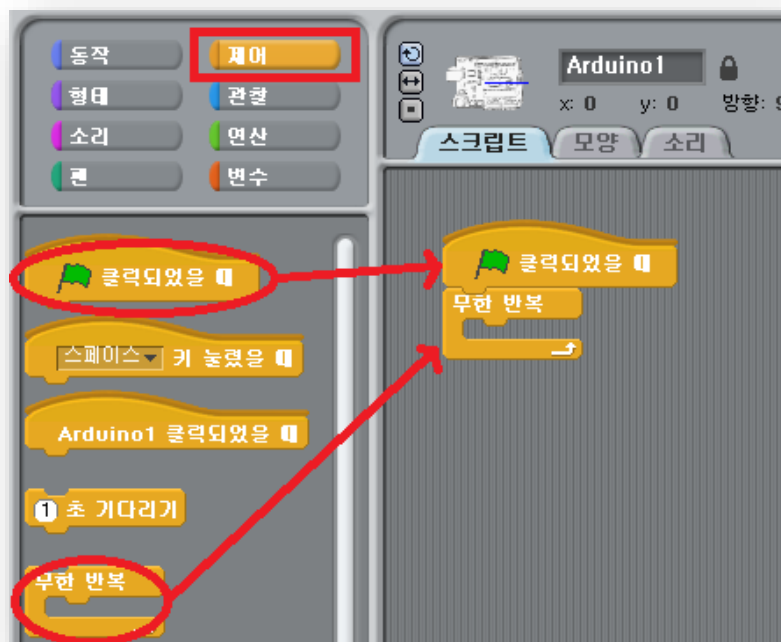 동작 제어
형태 관찰
소리 연산
펜 변수
Arduino1
x: 0 y: 0 방향: 9
스크립트 모양 소리
클릭되었을 때
스페이스 키 눌렸을 때
Arduino1 클릭되었을 때
1 초 기다리기
무한 반복
클릭되었을 때
무한 반복